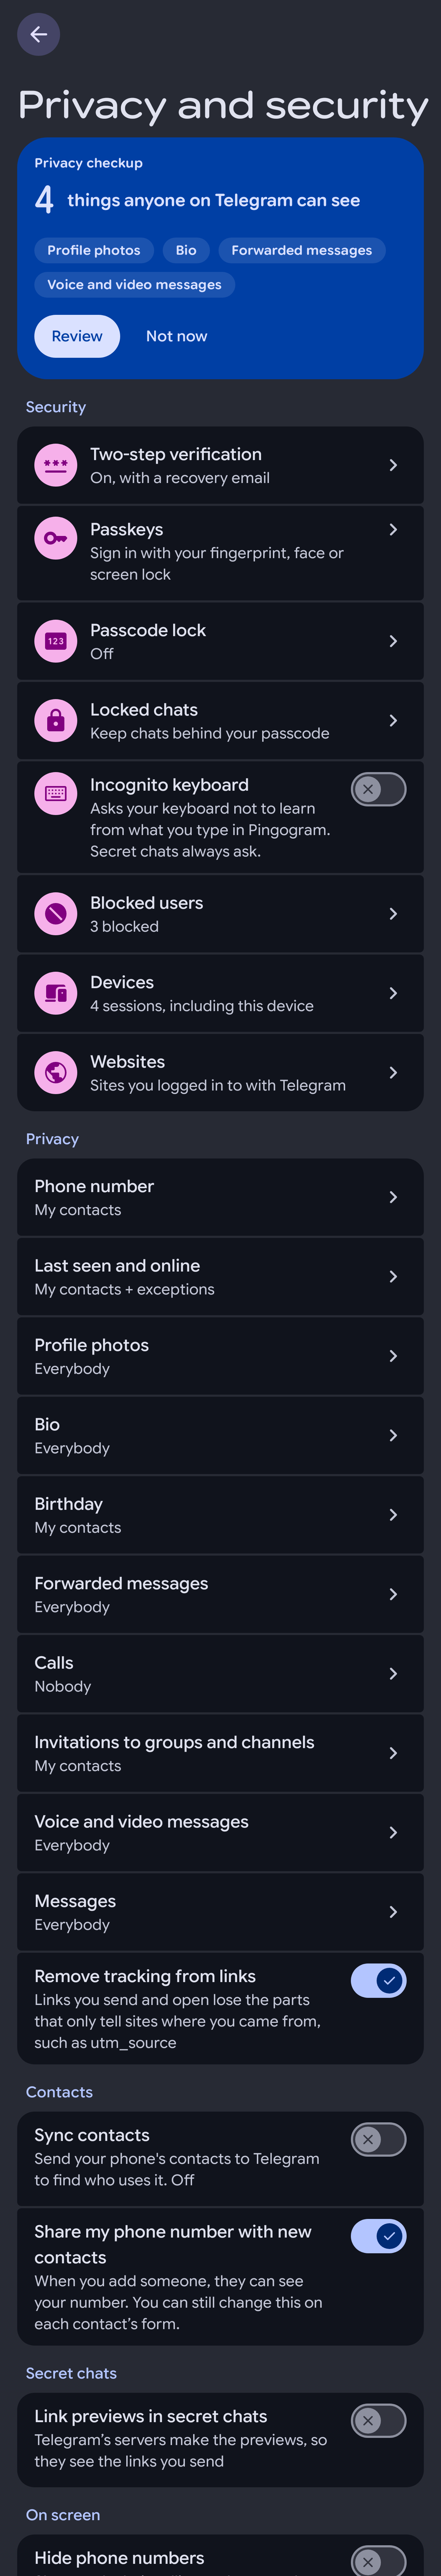 Privacy and security
Privacy checkup
4 things anyone on Telegram can see
Profile photos Bio Forwarded messages
Voice and video messages
Review Not now
Security
Two-step verification
On, with a recovery email
Passkeys
Sign in with your fingerprint, face or
screen lock
123
Passcode lock
Off
Locked chats
Keep chats behind your passcode
Incognito keyboard
Asks your keyboard not to learn
from what you type in Pingogram.
Secret chats always ask.
Blocked users
3 blocked
Devices
4 sessions, including this device
Websites
Sites you logged in to with Telegram
Privacy
Phone number
My contacts
Last seen and online
My contacts + exceptions
Profile photos
Everybody
Bio
Everybody
Birthday
My contacts
Forwarded messages
Everybody
Calls
Nobody
Invitations to groups and channels
My contacts
Voice and video messages
Everybody
Messages
Everybody
Remove tracking from links
Links you send and open lose the parts
that only tell sites where you came from,
such as utm_source
Contacts
Sync contacts
Send your phone's contacts to Telegram
to find who uses it. Off
Share my phone number with new
contacts
When you add someone, they can see
your number. You can still change this on
each contact’s form.
Secret chats
Link previews in secret chats
Telegram’s servers make the previews, so
they see the links you send
On screen
Hide phone numbers